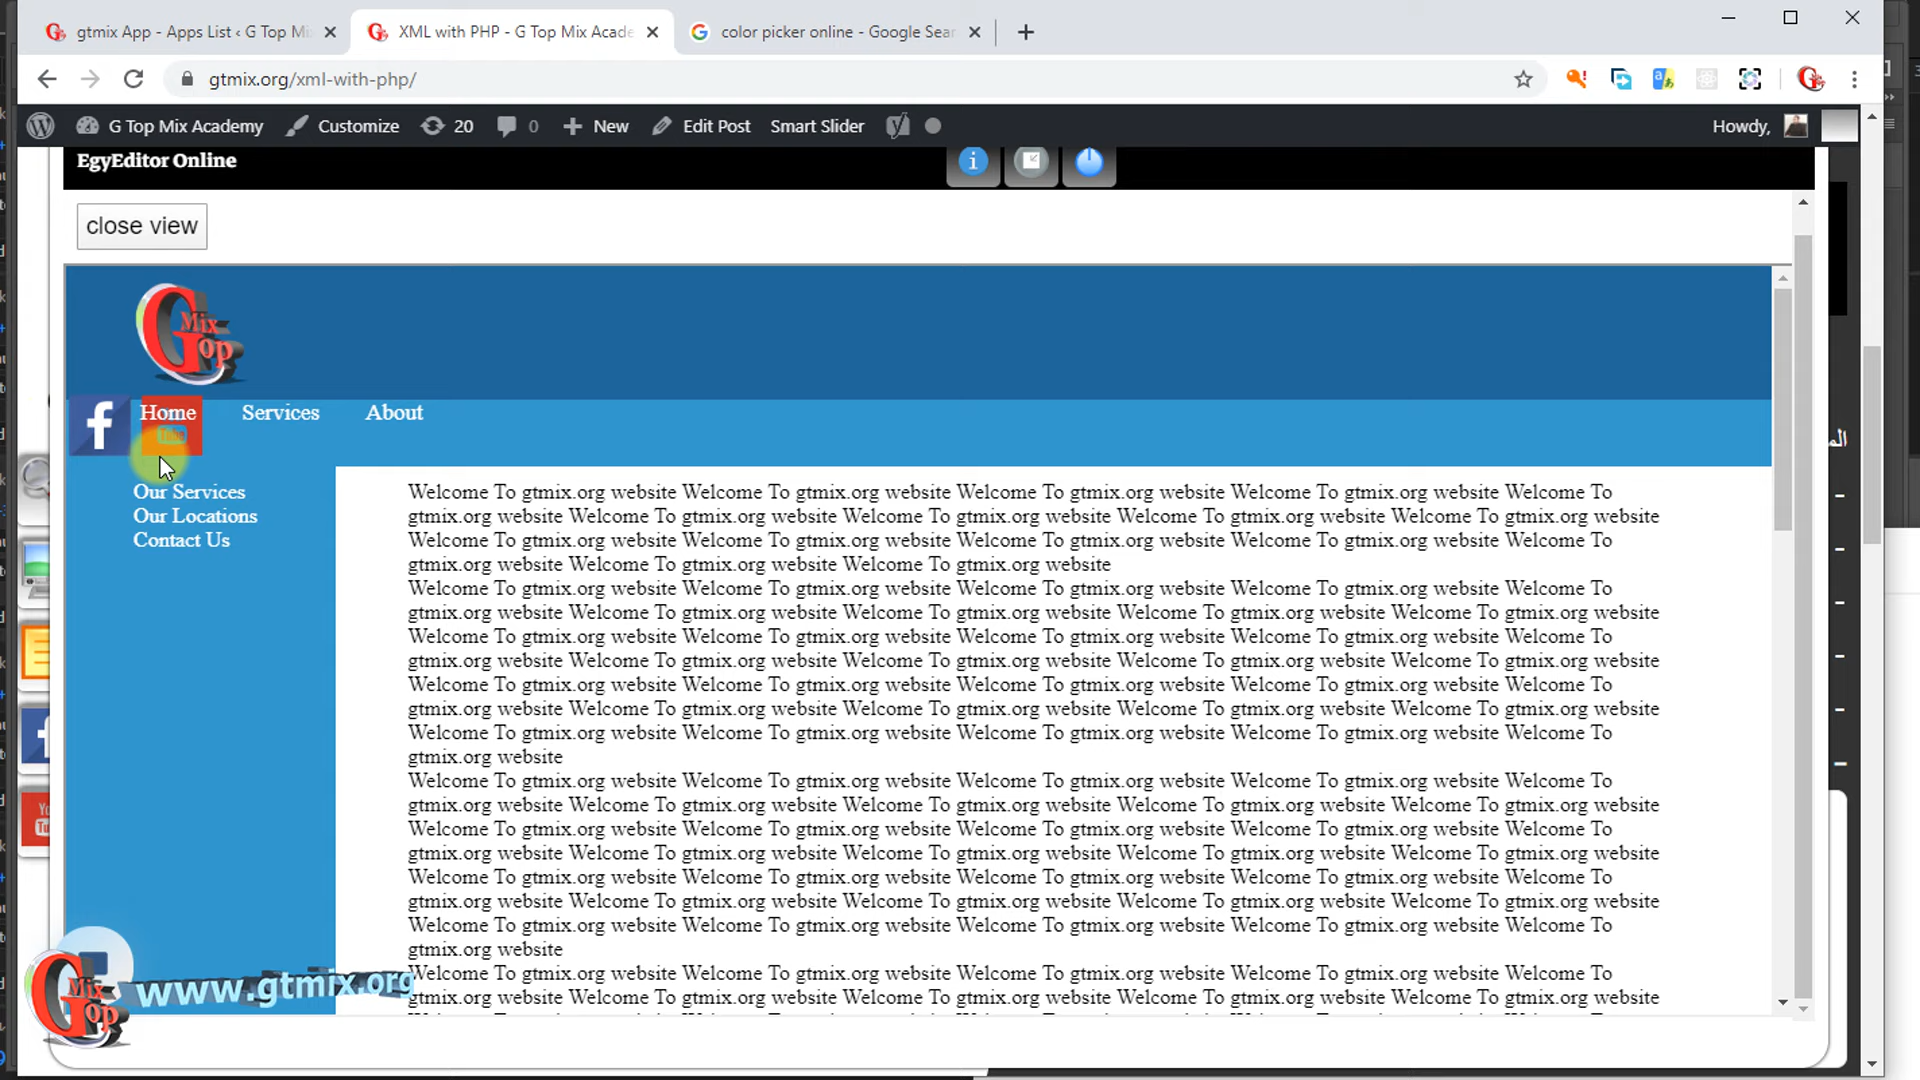 gtmix App - Apps List ‹ G Top Mi
XML with PHP - G Top Mix Acade
color picker online - Google Sear
gtmix.org/xml-with-php/
G Top Mix Academy
Customize
20
0
New
Edit Post
Smart Slider
Howdy,
EgyEditor Online
close view
G Mix Top
Home
Services
About
Tube
Our Services
Our Locations
Contact Us
Welcome To gtmix.org website Welcome To gtmix.org website Welcome To gtmix.org website Welcome To gtmix.org website Welcome To
gtmix.org website Welcome To gtmix.org website Welcome To gtmix.org website Welcome To gtmix.org website Welcome To gtmix.org website
Welcome To gtmix.org website Welcome To gtmix.org website Welcome To gtmix.org website Welcome To gtmix.org website Welcome To
gtmix.org website Welcome To gtmix.org website Welcome To gtmix.org website
Welcome To gtmix.org website Welcome To gtmix.org website Welcome To gtmix.org website Welcome To gtmix.org website Welcome To
gtmix.org website Welcome To gtmix.org website Welcome To gtmix.org website Welcome To gtmix.org website Welcome To gtmix.org website
Welcome To gtmix.org website Welcome To gtmix.org website Welcome To gtmix.org website Welcome To gtmix.org website Welcome To
gtmix.org website Welcome To gtmix.org website Welcome To gtmix.org website Welcome To gtmix.org website Welcome To gtmix.org website
Welcome To gtmix.org website Welcome To gtmix.org website Welcome To gtmix.org website Welcome To gtmix.org website Welcome To
gtmix.org website Welcome To gtmix.org website Welcome To gtmix.org website Welcome To gtmix.org website Welcome To gtmix.org website
Welcome To gtmix.org website Welcome To gtmix.org website Welcome To gtmix.org website Welcome To gtmix.org website Welcome To
gtmix.org website
Welcome To gtmix.org website Welcome To gtmix.org website Welcome To gtmix.org website Welcome To gtmix.org website Welcome To
gtmix.org website Welcome To gtmix.org website Welcome To gtmix.org website Welcome To gtmix.org website Welcome To gtmix.org website
Welcome To gtmix.org website Welcome To gtmix.org website Welcome To gtmix.org website Welcome To gtmix.org website Welcome To
gtmix.org website Welcome To gtmix.org website Welcome To gtmix.org website Welcome To gtmix.org website Welcome To gtmix.org website
Welcome To gtmix.org website Welcome To gtmix.org website Welcome To gtmix.org website Welcome To gtmix.org website Welcome To
gtmix.org website Welcome To gtmix.org website Welcome To gtmix.org website Welcome To gtmix.org website Welcome To gtmix.org website
Welcome To gtmix.org website Welcome To gtmix.org website Welcome To gtmix.org website Welcome To gtmix.org website Welcome To
gtmix.org website
Welcome To gtmix.org website Welcome To gtmix.org website Welcome To gtmix.org website Welcome To gtmix.org website Welcome To
gtmix.org website Welcome To gtmix.org website Welcome To gtmix.org website Welcome To gtmix.org website Welcome To gtmix.org website
G Mix Top
www.gtmix.org